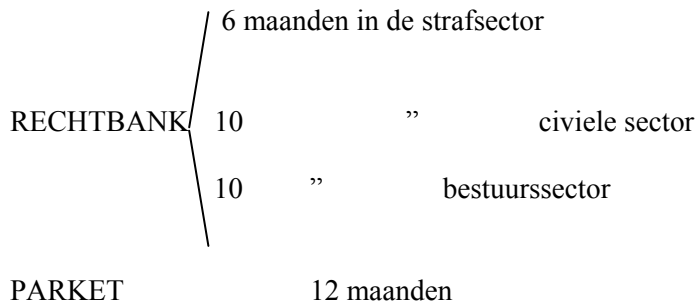 6 maanden in de strafsector
RECHTBANK 10 ” civiele sector
10 ” bestuurssector
PARKET 12 maanden